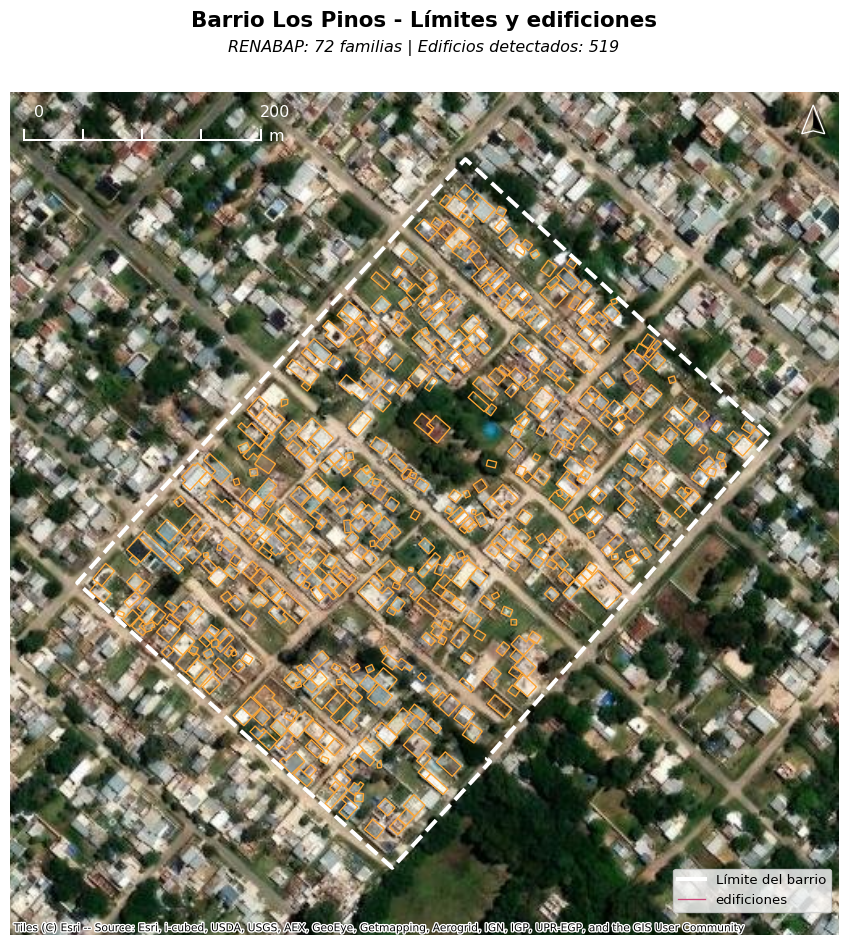 Barrio Los Pinos - Límites y edificiones
RENABAP: 72 familias | Edificios detectados: 519
0 200
m
Límite del barrio
edificiones
Tiles (C) Esri -- Source: Esri, i-cubed, USDA, USGS, AEX, GeoEye, Getmapping, Aerogrid, IGN, IGP, UPR-EGP, and the GIS User Community